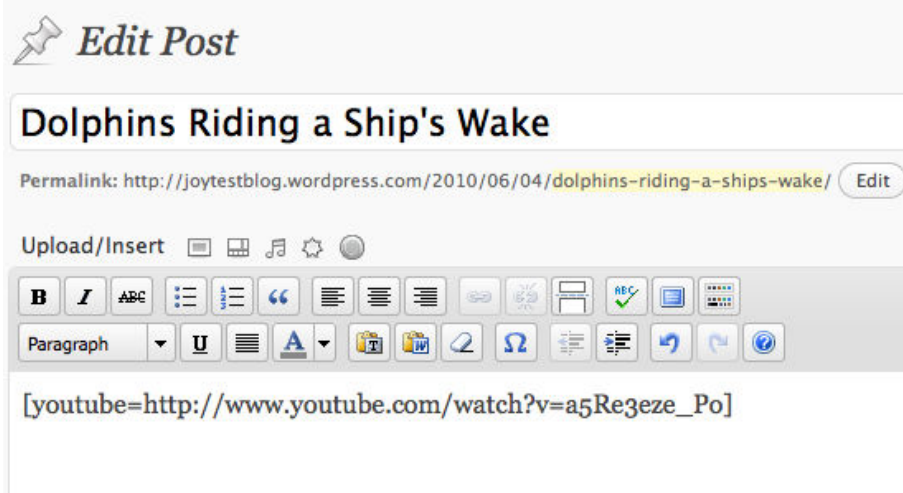 Edit Post
Dolphins Riding a Ship's Wake
Permalink: http://joytestblog.wordpress.com/2010/06/04/dolphins-riding-a-ships-wake/ Edit
Upload/Insert
B I ABC ABC
Paragraph U A T W Ω
[youtube=http://www.youtube.com/watch?v=a5Re3eze_Po]